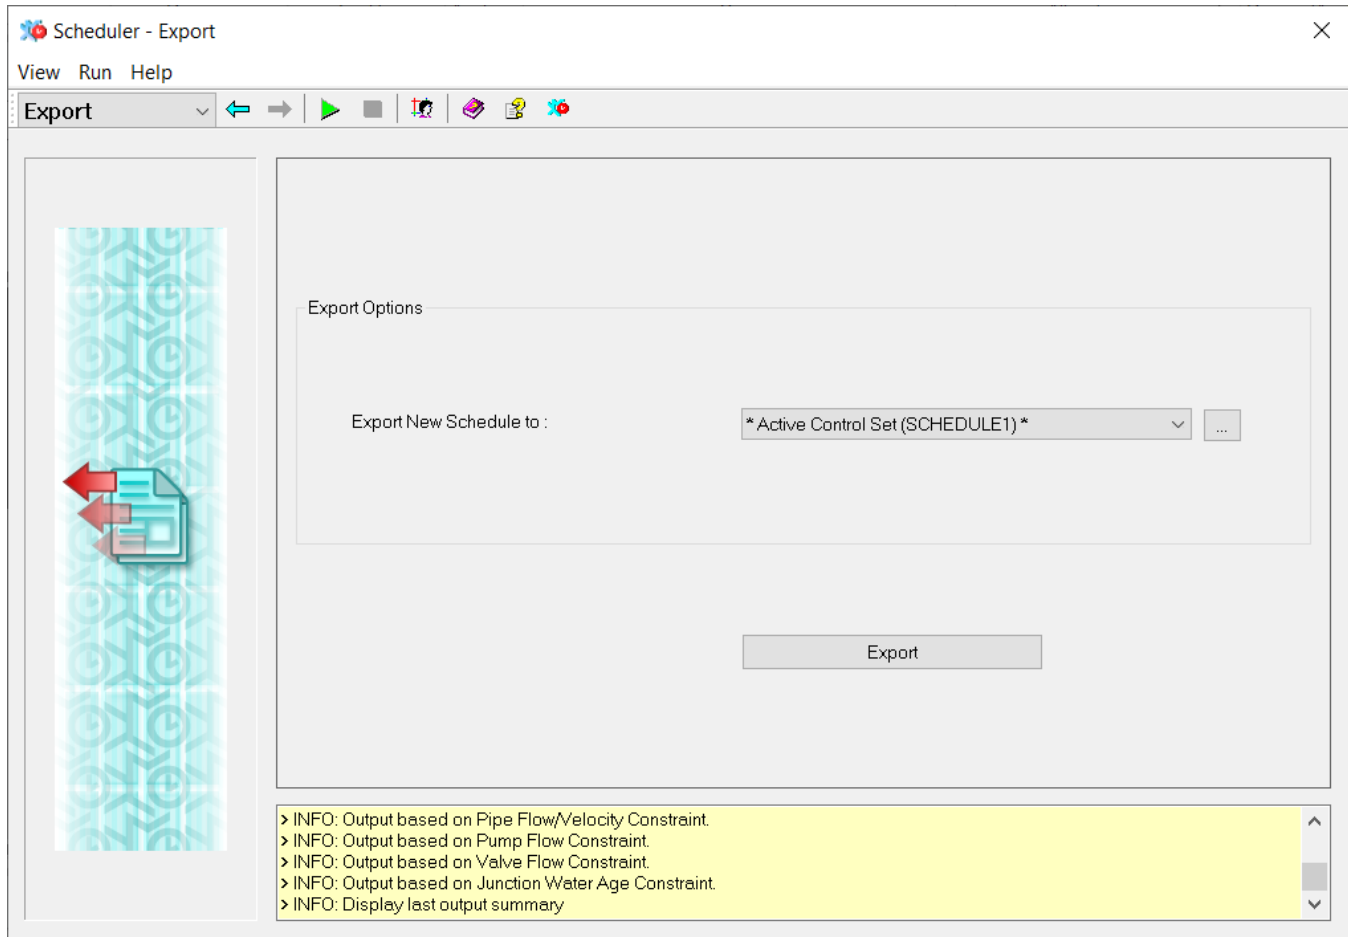 Scheduler - Export
View Run Help
Export
Export Options
Export New Schedule to :
* Active Control Set (SCHEDULE1) *
...
Export
> INFO: Output based on Pipe Flow/Velocity Constraint.
> INFO: Output based on Pump Flow Constraint.
> INFO: Output based on Valve Flow Constraint.
> INFO: Output based on Junction Water Age Constraint.
> INFO: Display last output summary